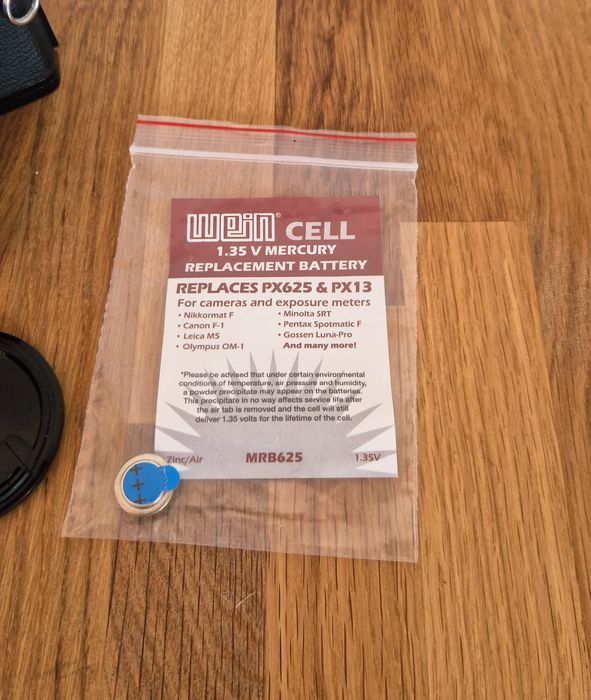 Wein® CELL
1.35 V MERCURY
REPLACEMENT BATTERY
REPLACES PX625 & PX13
For cameras and exposure meters
• Nikkormat F
• Canon F-1
• Leica M5
• Olympus OM-1
• Minolta SRT
• Pentax Spotmatic F
• Gossen Luna-Pro
And many more!
*Please be advised that under certain environmental
conditions of temperature, air pressure and humidity,
a powder precipitate may appear on the batteries.
This precipitate in no way affects service life after
the air tab is removed and the cell will still
deliver 1.35 volts for the lifetime of the cell.
Zinc/Air MRB625 1.35V
+ + +